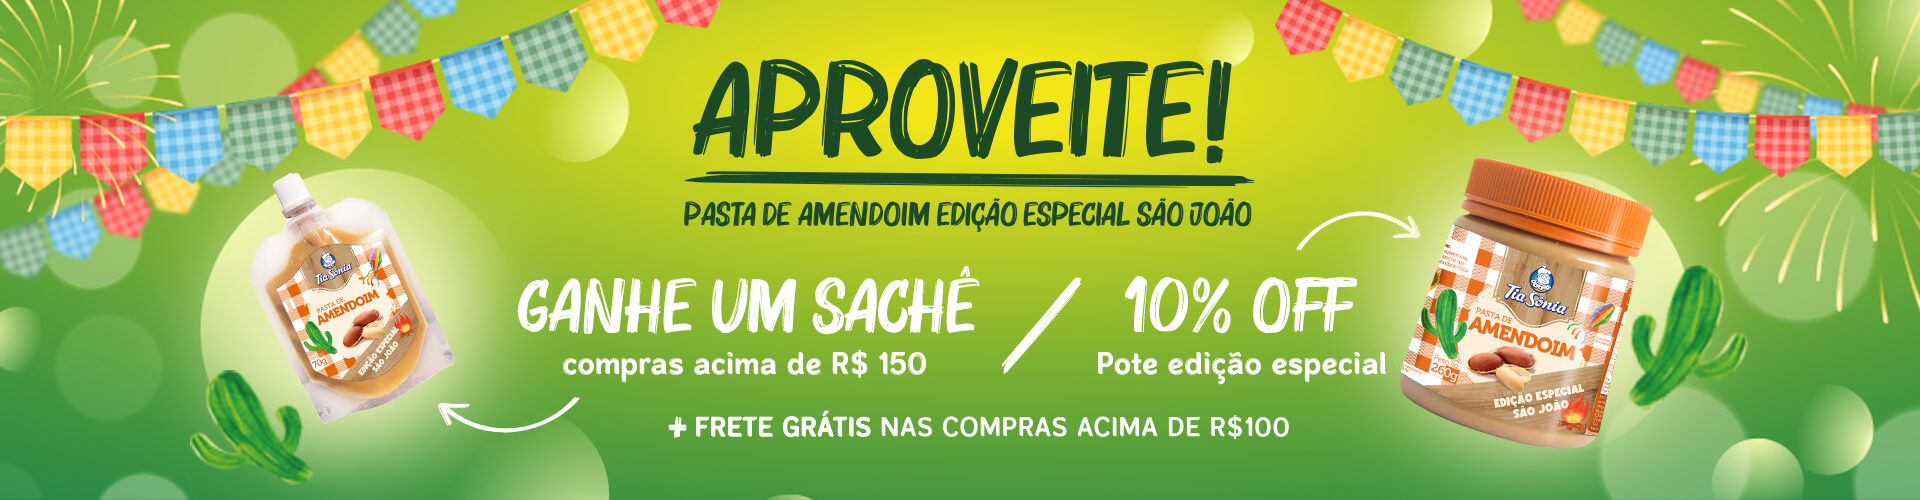 APROVEITE!
PASTA DE AMENDOIM EDIÇÃO ESPECIAL SÃO JOÃO
GANHE UM SACHÊ
compras acima de R$ 150
/
10% OFF
Pote edição especial
+ FRETE GRÁTIS NAS COMPRAS ACIMA DE R$100
Tia Sônia
PASTA DE
AMENDOIM
70g
EDIÇÃO ESPECIAL
SÃO JOÃO
Tia Sônia
PASTA DE
AMENDOIM
260g
EDIÇÃO ESPECIAL
SÃO JOÃO